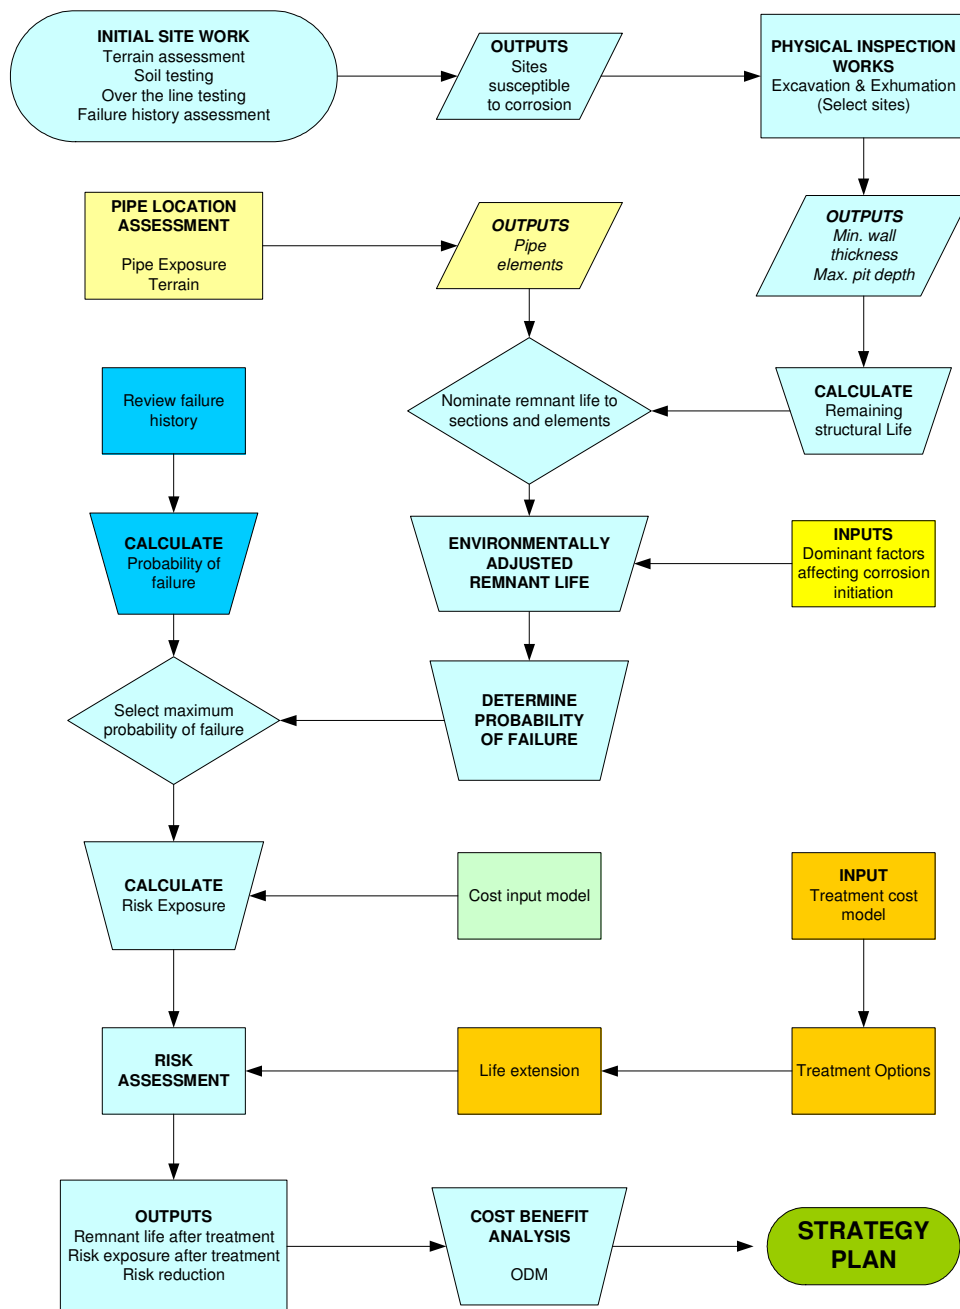 INITIAL SITE WORK
Terrain assessment
Soil testing
Over the line testing
Failure history assessment
OUTPUTS
Sites
susceptible
to corrosion
PHYSICAL INSPECTION
WORKS
Excavation & Exhumation
(Select sites)
PIPE LOCATION
ASSESSMENT
Pipe Exposure
Terrain
OUTPUTS
Pipe
elements
OUTPUTS
Min. wall
thickness
Max. pit depth
Review failure
history
Nominate remnant life to
sections and elements
CALCULATE
Remaining
structural Life
CALCULATE
Probability of
failure
ENVIRONMENTALLY
ADJUSTED
REMNANT LIFE
INPUTS
Dominant factors
affecting corrosion
initiation
Select maximum
probability of failure
DETERMINE
PROBABILITY
OF FAILURE
CALCULATE
Risk Exposure
Cost input model
INPUT
Treatment cost
model
RISK
ASSESSMENT
Life extension
Treatment Options
OUTPUTS
Remnant life after treatment
Risk exposure after treatment
Risk reduction
COST BENEFIT
ANALYSIS
ODM
STRATEGY
PLAN